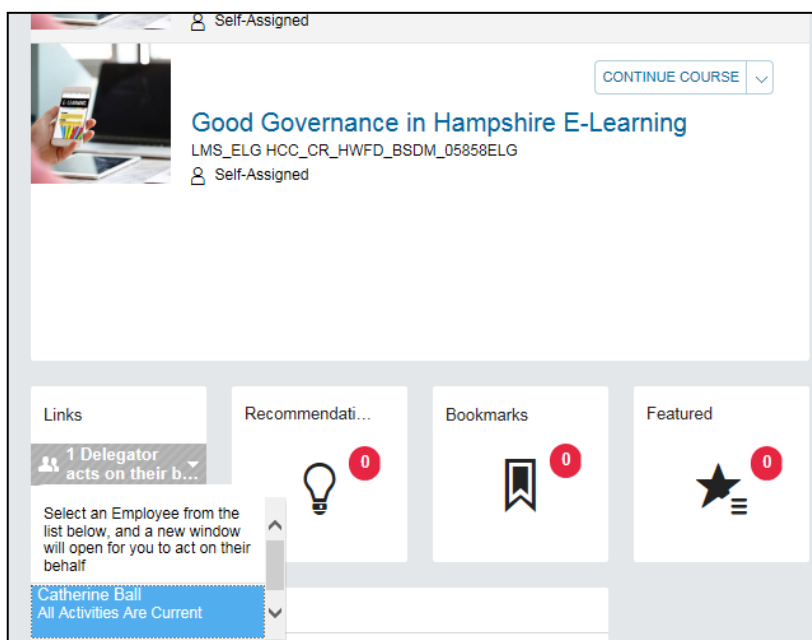 Self-Assigned
CONTINUE COURSE
E-LEARNING
Good Governance in Hampshire E-Learning
LMS_ELG HCC_CR_HWFD_BSDM_05858ELG
Self-Assigned
Links
Recommendati...
Bookmarks
Featured
1 Delegator
acts on their b...
0
0
0
Select an Employee from the
list below, and a new window
will open for you to act on their
behalf
Catherine Ball
All Activities Are Current